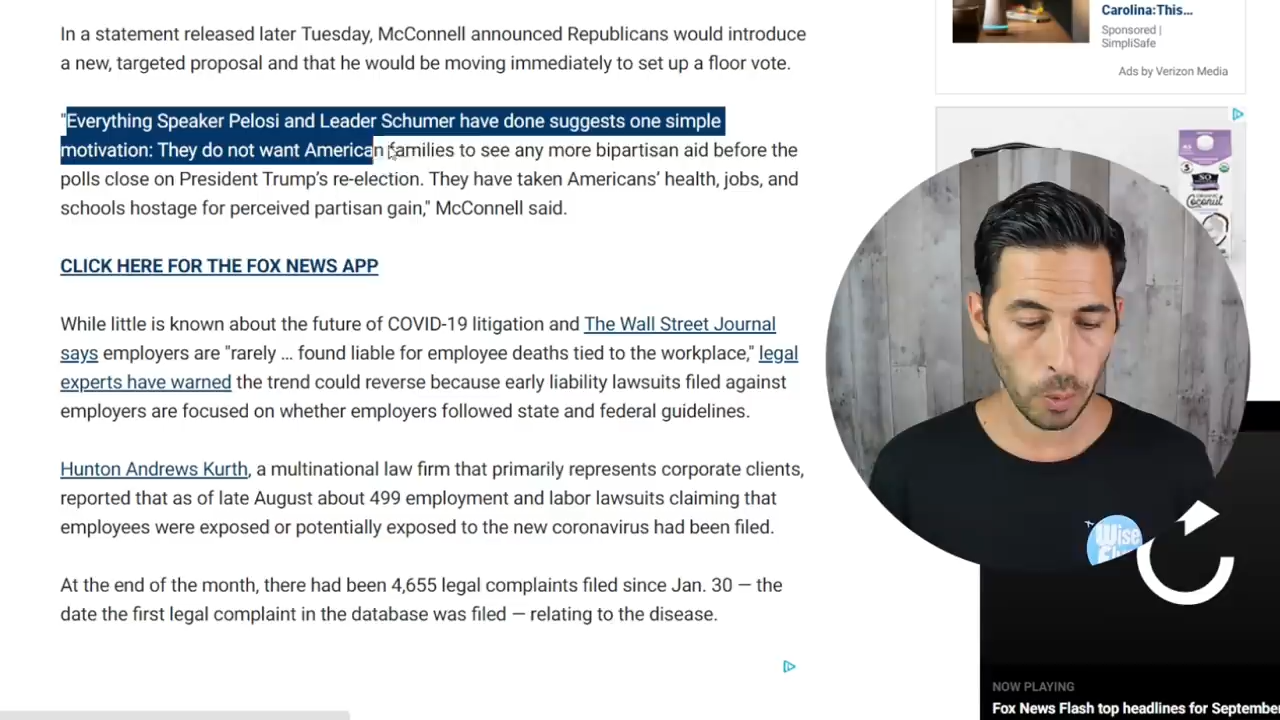 In a statement released later Tuesday, McConnell announced Republicans would introduce
a new, targeted proposal and that he would be moving immediately to set up a floor vote.
"Everything Speaker Pelosi and Leader Schumer have done suggests one simple
motivation: They do not want American families to see any more bipartisan aid before the
polls close on President Trump's re-election. They have taken Americans' health, jobs, and
schools hostage for perceived partisan gain," McConnell said.
CLICK HERE FOR THE FOX NEWS APP
While little is known about the future of COVID-19 litigation and The Wall Street Journal
says employers are "rarely ... found liable for employee deaths tied to the workplace," legal
experts have warned the trend could reverse because early liability lawsuits filed against
employers are focused on whether employers followed state and federal guidelines.
Hunton Andrews Kurth, a multinational law firm that primarily represents corporate clients,
reported that as of late August about 499 employment and labor lawsuits claiming that
employees were exposed or potentially exposed to the new coronavirus had been filed.
At the end of the month, there had been 4,655 legal complaints filed since Jan. 30 — the
date the first legal complaint in the database was filed — relating to the disease.
Carolina:This...
Sponsored |
SimpliSafe
Ads by Verizon Media
SO
ORGANIC
Coconut
Wise
NOW PLAYING
Fox News Flash top headlines for September